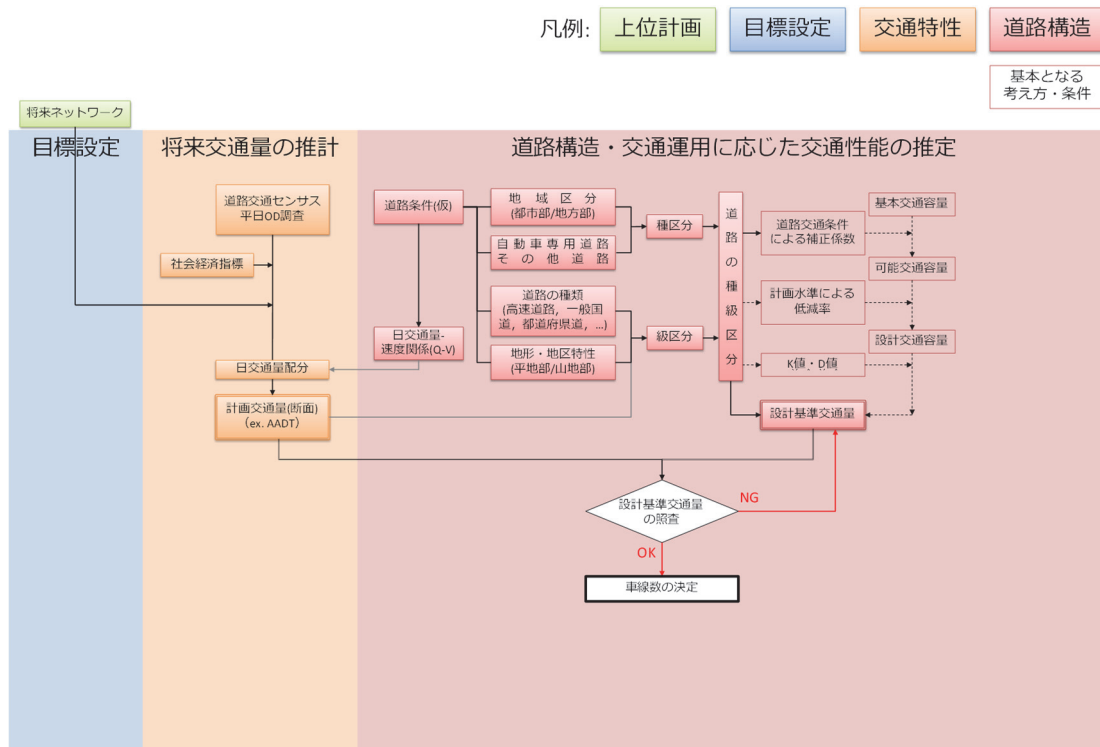 凡例:
上位計画
目標設定
交通特性
道路構造
基本となる
考え方・条件
将来ネットワーク
目標設定
将来交通量の推計
道路構造・交通運用に応じた交通性能の推定
道路交通センサス
平日OD調査
社会経済指標
日交通量配分
計画交通量(断面)
(ex. AADT)
道路条件(仮)
日交通量-
速度関係(Q-V)
地域区分
(都市部/地方部)
自動車専用道路
その他道路
道路の種類
(高速道路, 一般国
道, 都道府県道, ...)
地形・地区特性
(平地部/山地部)
種区分
級区分
道路の種級区分
道路交通条件
による補正係数
計画水準による
低減率
K値・D値
基本交通容量
可能交通容量
設計交通容量
設計基準交通量
設計基準交通量
の照査
NG
OK
車線数の決定